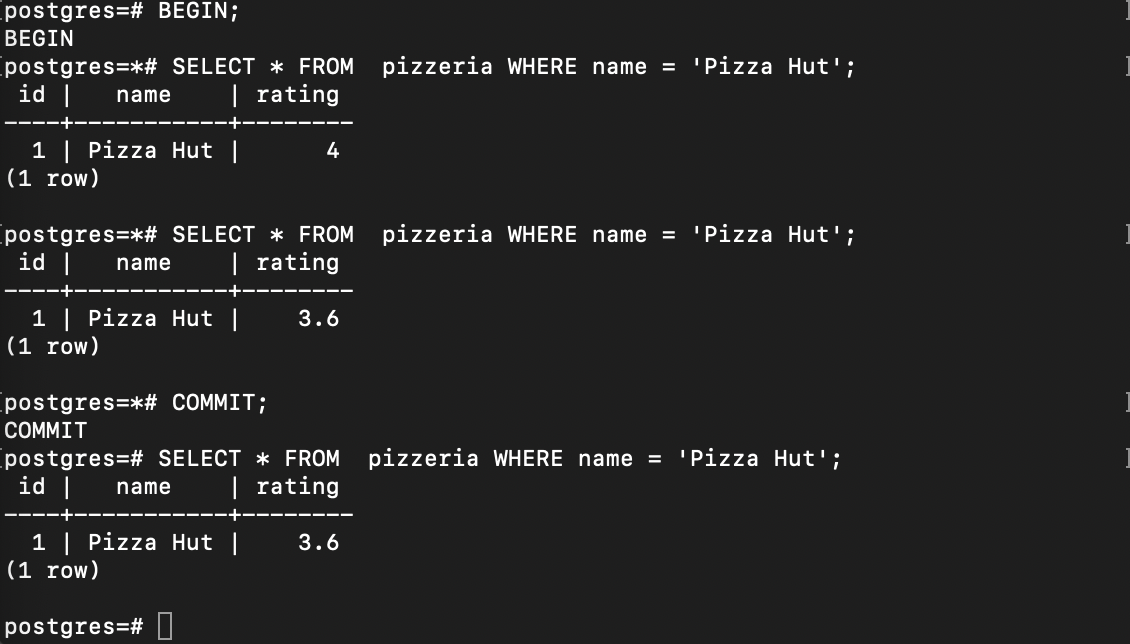 postgres=# BEGIN;
BEGIN
postgres=*# SELECT * FROM  pizzeria WHERE name = 'Pizza Hut';
 id |   name    | rating
----+-----------+--------
  1 | Pizza Hut |      4
(1 row)

postgres=*# SELECT * FROM  pizzeria WHERE name = 'Pizza Hut';
 id |   name    | rating
----+-----------+--------
  1 | Pizza Hut |    3.6
(1 row)

postgres=*# COMMIT;
COMMIT
postgres=# SELECT * FROM  pizzeria WHERE name = 'Pizza Hut';
 id |   name    | rating
----+-----------+--------
  1 | Pizza Hut |    3.6
(1 row)

postgres=#